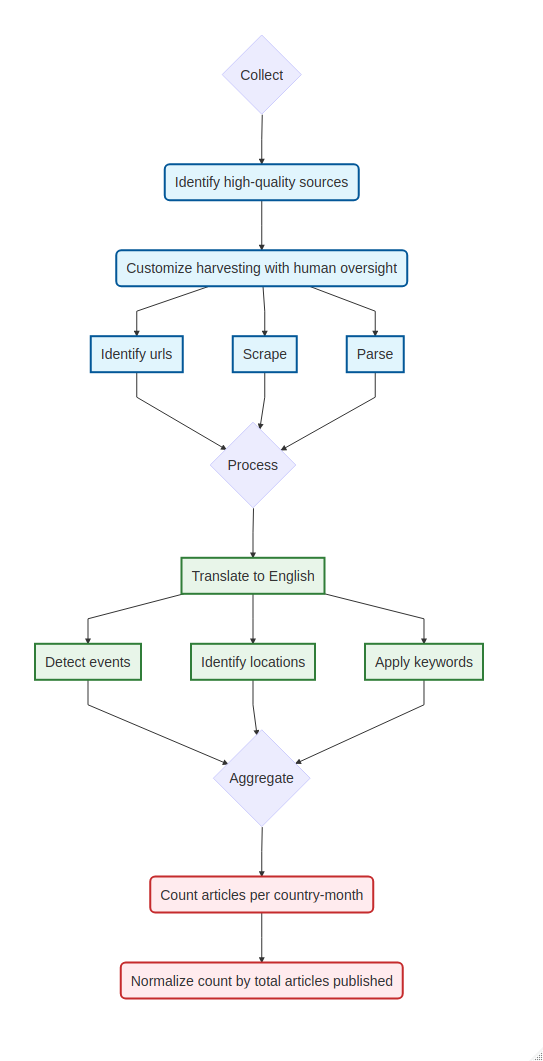 Collect
Identify high-quality sources
Customize harvesting with human oversight
Identify urls
Scrape
Parse
Process
Translate to English
Detect events
Identify locations
Apply keywords
Aggregate
Count articles per country-month
Normalize count by total articles published